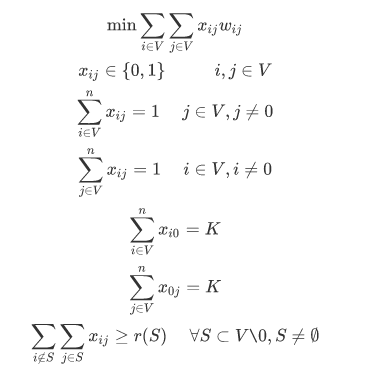 min ∑_{i∈V} ∑_{j∈V} x_{ij}w_{ij}
x_{ij} ∈ {0,1}   i,j ∈ V
∑_{i∈V}^{n} x_{ij} = 1   j ∈ V, j ≠ 0
∑_{j∈V}^{n} x_{ij} = 1   i ∈ V, i ≠ 0
∑_{i∈V}^{n} x_{i0} = K
∑_{j∈V}^{n} x_{0j} = K
∑_{i∉S} ∑_{j∈S} x_{ij} ≥ r(S)   ∀S ⊂ V\0, S ≠ ∅